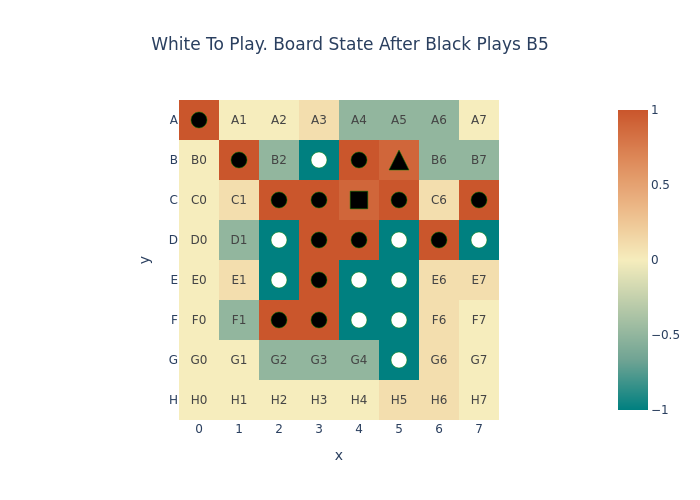 White To Play. Board State After Black Plays B5
A A1 A2 A3 A4 A5 A6 A7
B B0 B2 B6 B7
C C0 C1 C6
D D0 D1
E E0 E1 E6 E7
F F0 F1 F6 F7
G G0 G1 G2 G3 G4 G6 G7
H H0 H1 H2 H3 H4 H5 H6 H7
0 1 2 3 4 5 6 7
x
y
1
0.5
0
−0.5
−1